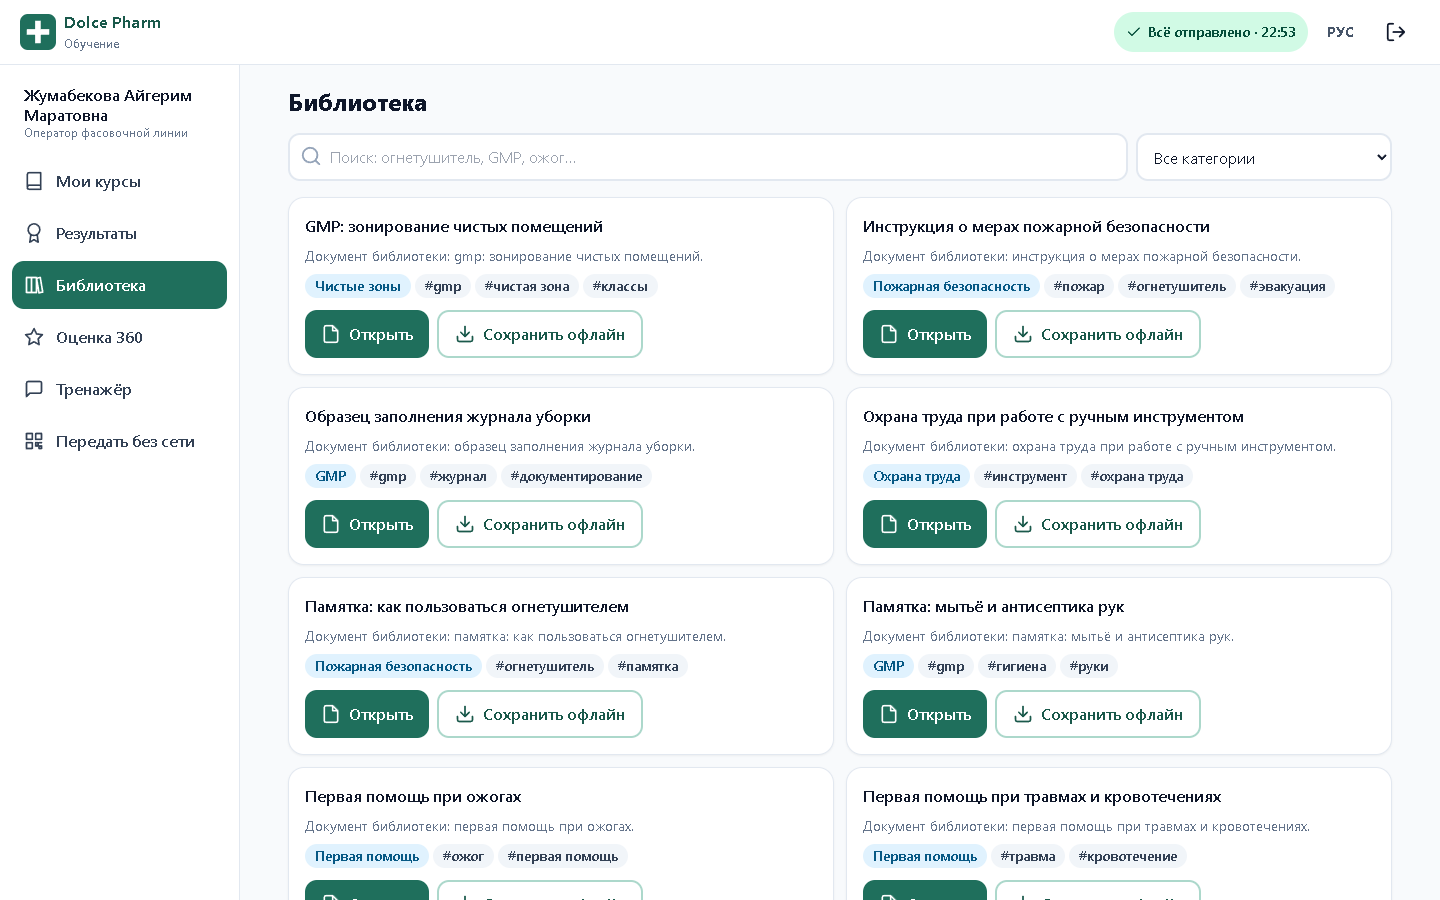 Dolce Pharm
Обучение
Всё отправлено · 22:53
РУС
Жумабекова Айгерим
Маратовна
Оператор фасовочной линии
Мои курсы
Результаты
Библиотека
Оценка 360
Тренажёр
Передать без сети
Библиотека
Поиск: огнетушитель, GMP, ожог...
Все категории
GMP: зонирование чистых помещений
Документ библиотеки: gmp: зонирование чистых помещений.
Чистые зоны #gmp #чистая зона #классы
Открыть Сохранить офлайн
Инструкция о мерах пожарной безопасности
Документ библиотеки: инструкция о мерах пожарной безопасности.
Пожарная безопасность #пожар #огнетушитель #эвакуация
Открыть Сохранить офлайн
Образец заполнения журнала уборки
Документ библиотеки: образец заполнения журнала уборки.
GMP #gmp #журнал #документирование
Открыть Сохранить офлайн
Охрана труда при работе с ручным инструментом
Документ библиотеки: охрана труда при работе с ручным инструментом.
Охрана труда #инструмент #охрана труда
Открыть Сохранить офлайн
Памятка: как пользоваться огнетушителем
Документ библиотеки: памятка: как пользоваться огнетушителем.
Пожарная безопасность #огнетушитель #памятка
Открыть Сохранить офлайн
Памятка: мытьё и антисептика рук
Документ библиотеки: памятка: мытьё и антисептика рук.
GMP #gmp #гигиена #руки
Открыть Сохранить офлайн
Первая помощь при ожогах
Документ библиотеки: первая помощь при ожогах.
Первая помощь #ожог #первая помощь
Первая помощь при травмах и кровотечениях
Документ библиотеки: первая помощь при травмах и кровотечениях.
Первая помощь #травма #кровотечение